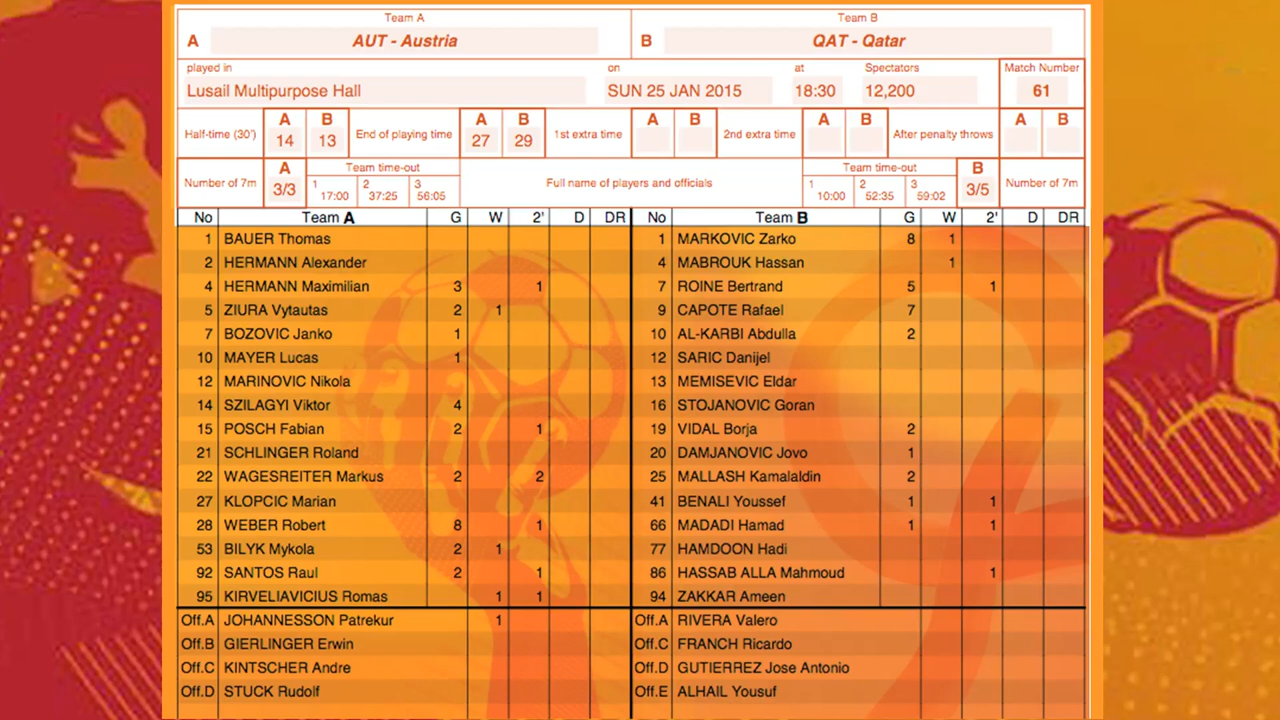 Team A Team B
A AUT - Austria B QAT - Qatar
played in on at Spectators Match Number
Lusail Multipurpose Hall SUN 25 JAN 2015 18:30 12,200 61
Half-time (30') A 14 B 13 End of playing time A 27 B 29 1st extra time A B 2nd extra time A B After penalty throws A B
Number of 7m A 3/3 Team time-out 1 17:00 2 37:25 3 56:05 Full name of players and officials Team time-out 1 10:00 2 52:35 3 59:02 B 3/5 Number of 7m
No Team A G W 2' D DR No Team B G W 2' D DR
1 BAUER Thomas 1 MARKOVIC Zarko 8 1
2 HERMANN Alexander 4 MABROUK Hassan 1
4 HERMANN Maximilian 3 1 7 ROINE Bertrand 5 1
5 ZIURA Vytautas 2 1 9 CAPOTE Rafael 7
7 BOZOVIC Janko 1 10 AL-KARBI Abdulla 2
10 MAYER Lucas 1 12 SARIC Danijel
12 MARINOVIC Nikola 13 MEMISEVIC Eldar
14 SZILAGYI Viktor 4 16 STOJANOVIC Goran
15 POSCH Fabian 2 1 19 VIDAL Borja 2
21 SCHLINGER Roland 20 DAMJANOVIC Jovo 1
22 WAGESREITER Markus 2 2 25 MALLASH Kamalaldin 2
27 KLOPCIC Marian 41 BENALI Youssef 1 1
28 WEBER Robert 8 1 66 MADADI Hamad 1 1
53 BILYK Mykola 2 1 77 HAMDOON Hadi
92 SANTOS Raul 2 1 86 HASSAB ALLA Mahmoud 1
95 KIRVELIAVICIUS Romas 1 1 94 ZAKKAR Ameen
Off.A JOHANNESSON Patrekur 1 Off.A RIVERA Valero
Off.B GIERLINGER Erwin Off.C FRANCH Ricardo
Off.C KINTSCHER Andre Off.D GUTIERREZ Jose Antonio
Off.D STUCK Rudolf Off.E ALHAIL Yousuf